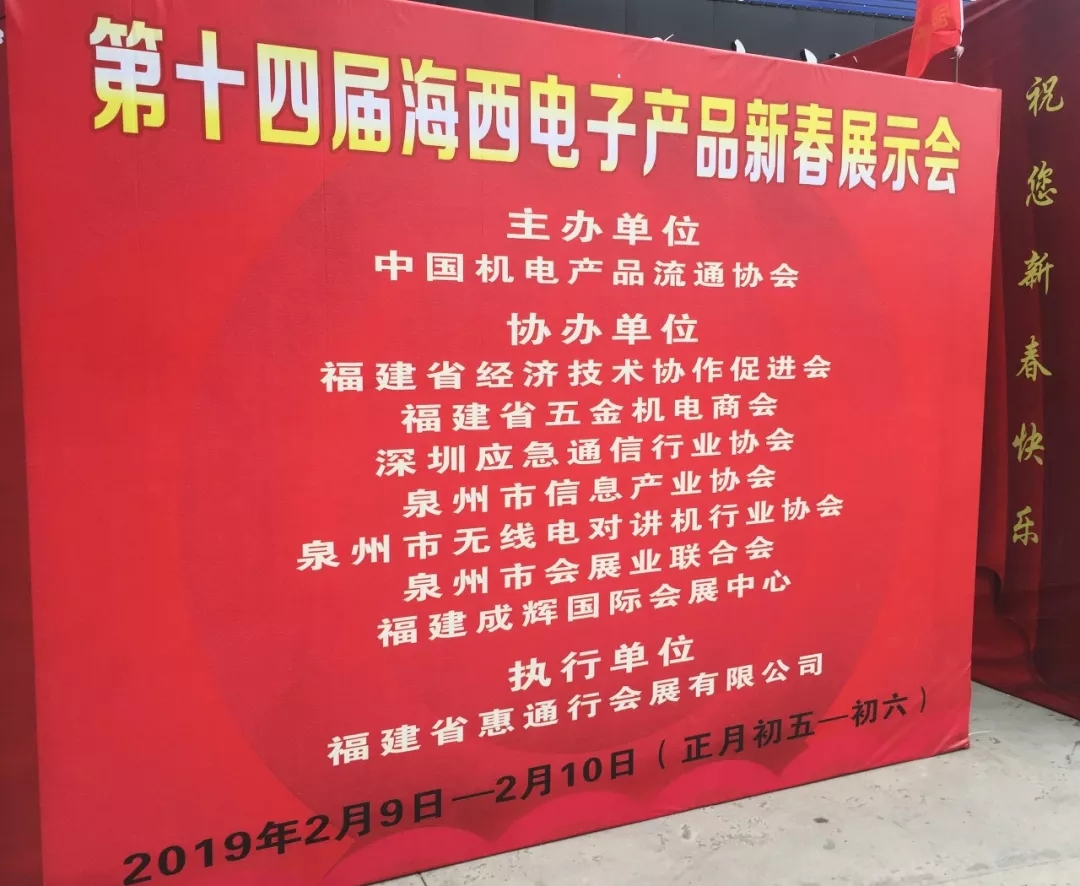 第十四届海西电子产品新春展示会
主办单位
中国机电产品流通协会
协办单位
福建省经济技术协作促进会
福建省五金机电商会
深圳应急通信行业协会
泉州市信息产业协会
泉州市无线电对讲机行业协会
泉州市会展业联合会
福建成辉国际会展中心
执行单位
福建省惠通行会展有限公司
2019年2月9日—2月10日（正月初五—初六）
祝您新春快乐